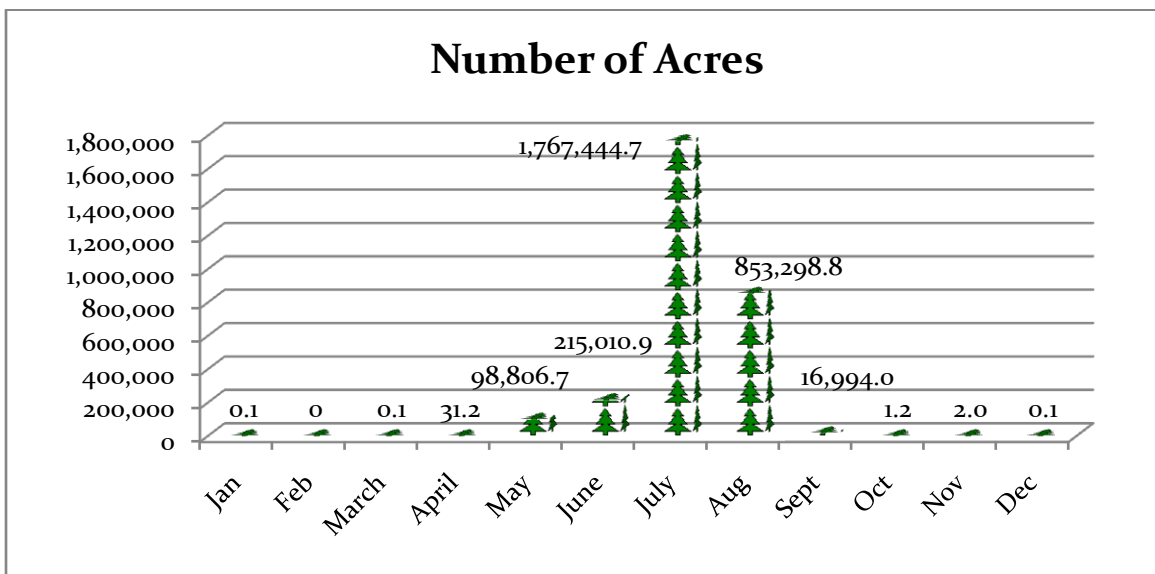 Number of Acres
1,800,000
1,600,000
1,400,000
1,200,000
1,000,000
800,000
600,000
400,000
200,000
0
0.1
0
0.1
31.2
98,806.7
215,010.9
1,767,444.7
853,298.8
16,994.0
1.2
2.0
0.1
Jan
Feb
March
April
May
June
July
Aug
Sept
Oct
Nov
Dec